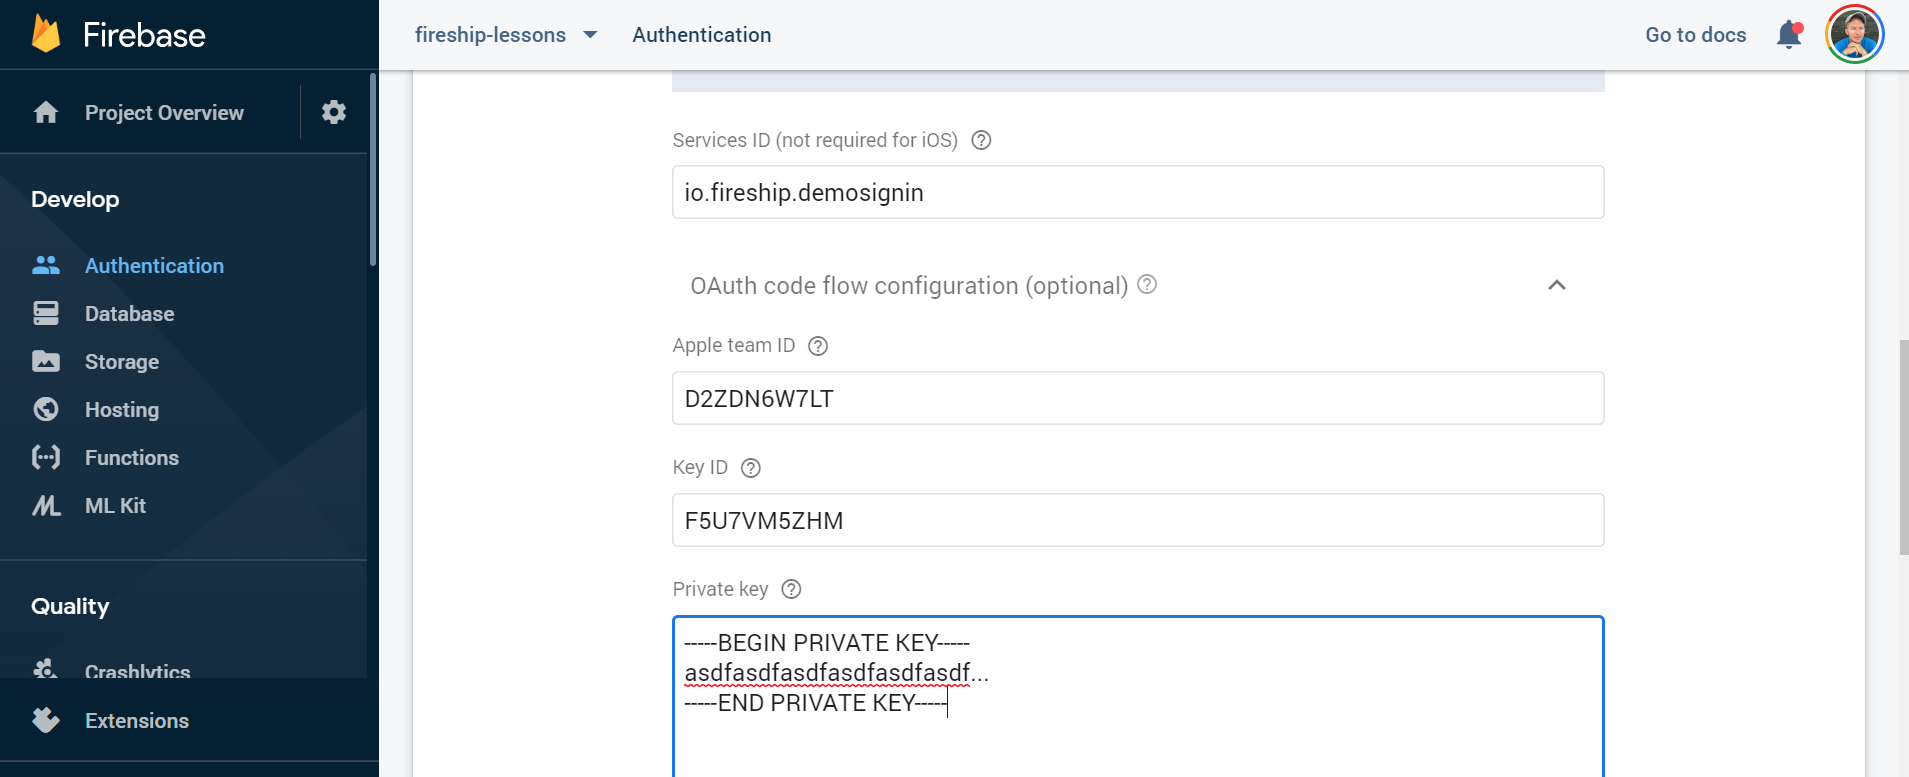 Firebase
fireship-lessons
Authentication
Go to docs
Project Overview
Develop
Authentication
Database
Storage
Hosting
Functions
ML Kit
Quality
Crashlytics
Extensions
Services ID (not required for iOS)
io.fireship.demosignin
OAuth code flow configuration (optional)
Apple team ID
D2ZDN6W7LT
Key ID
F5U7VM5ZHM
Private key
-----BEGIN PRIVATE KEY-----
asdfasdfasdfasdfasdfasdf...
-----END PRIVATE KEY-----